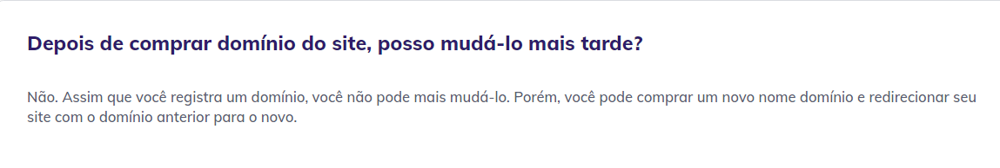 Depois de comprar domínio do site, posso mudá-lo mais tarde?
Não. Assim que você registra um domínio, você não pode mais mudá-lo. Porém, você pode comprar um novo nome domínio e redirecionar seu
site com o domínio anterior para o novo.